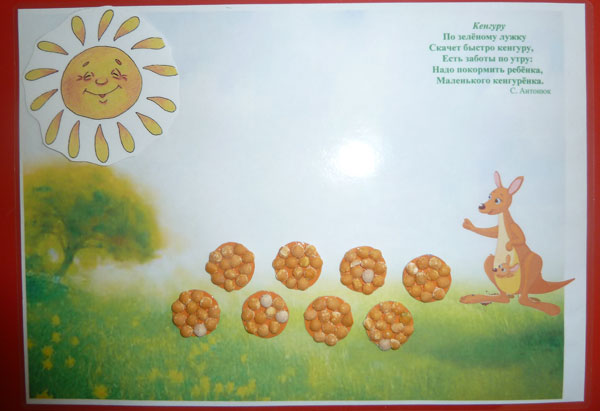 Кенгуру
По зелёному лужку
Скачет быстро кенгуру,
Есть заботы по утру:
Надо покормить ребёнка,
Маленького кенгурёнка.
С. Антонюк